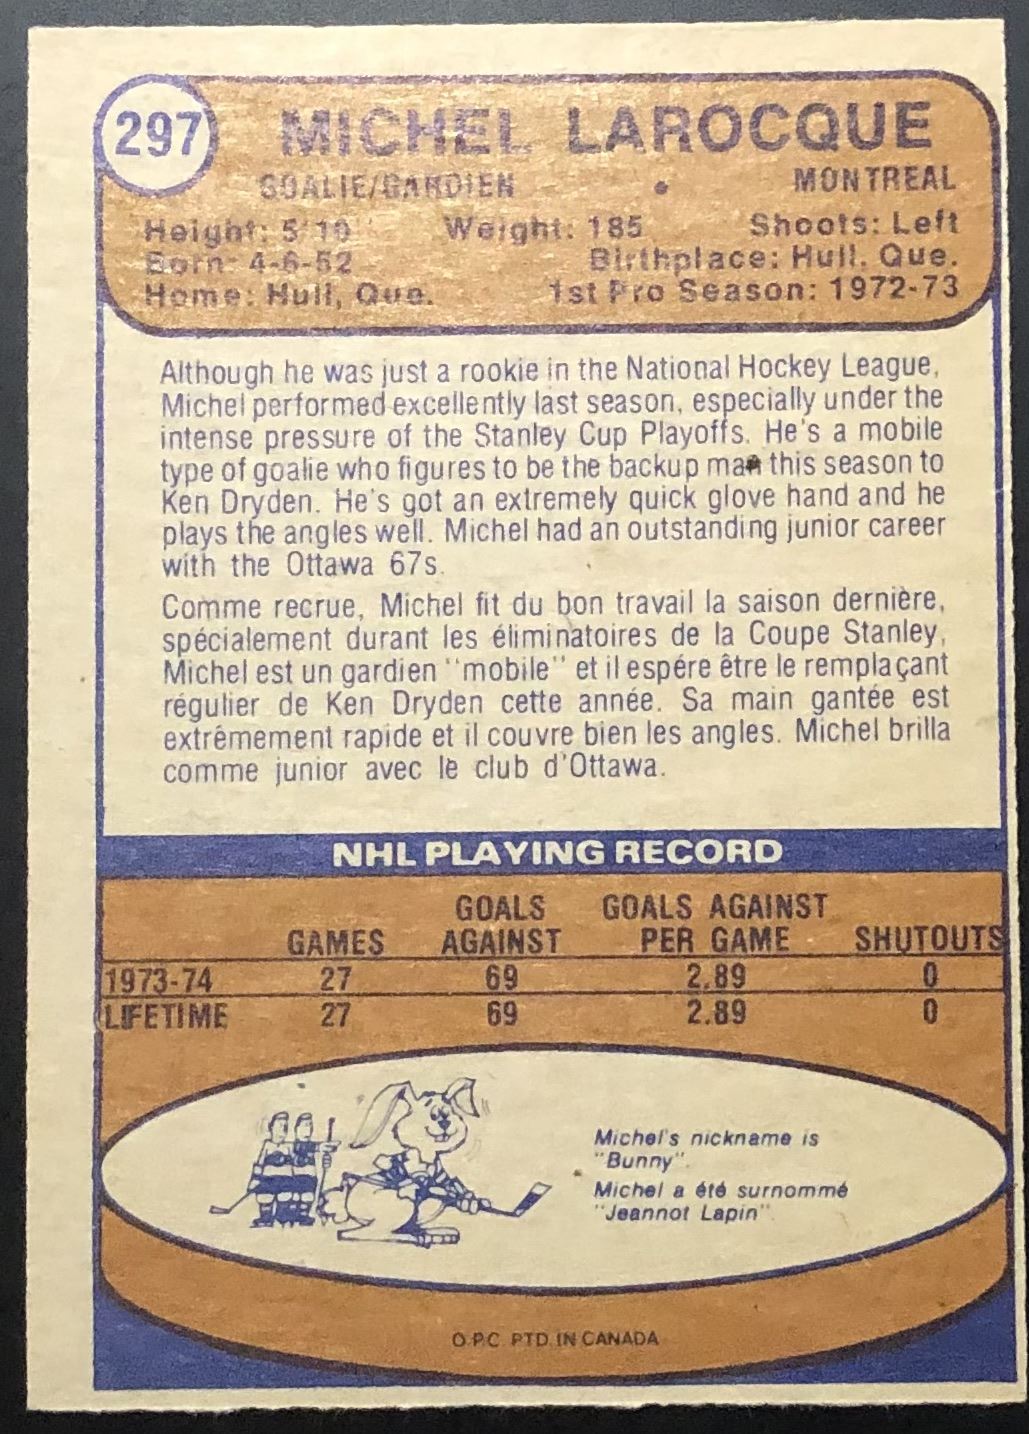 297
MICHEL LAROCQUE
GOALIE/GARDIEN • MONTREAL
Height: 5'10 Weight: 185 Shoots: Left
Born: 4-6-52 Birthplace: Hull, Que.
Home: Hull, Que. 1st Pro Season: 1972-73
Although he was just a rookie in the National Hockey League,
Michel performed excellently last season, especially under the
intense pressure of the Stanley Cup Playoffs. He's a mobile
type of goalie who figures to be the backup man this season to
Ken Dryden. He's got an extremely quick glove hand and he
plays the angles well. Michel had an outstanding junior career
with the Ottawa 67s.
Comme recrue, Michel fit du bon travail la saison dernière,
spécialement durant les éliminatoires de la Coupe Stanley,
Michel est un gardien "mobile" et il espére être le remplaçant
régulier de Ken Dryden cette année. Sa main gantée est
extrêmement rapide et il couvre bien les angles. Michel brilla
comme junior avec le club d'Ottawa.
NHL PLAYING RECORD
GOALS GOALS AGAINST
GAMES AGAINST PER GAME SHUTOUTS
1973-74 27 69 2.89 0
LIFETIME 27 69 2.89 0
Michel's nickname is
"Bunny".
Michel a été surnommé
"Jeannot Lapin".
O.P.C. PTD. IN CANADA